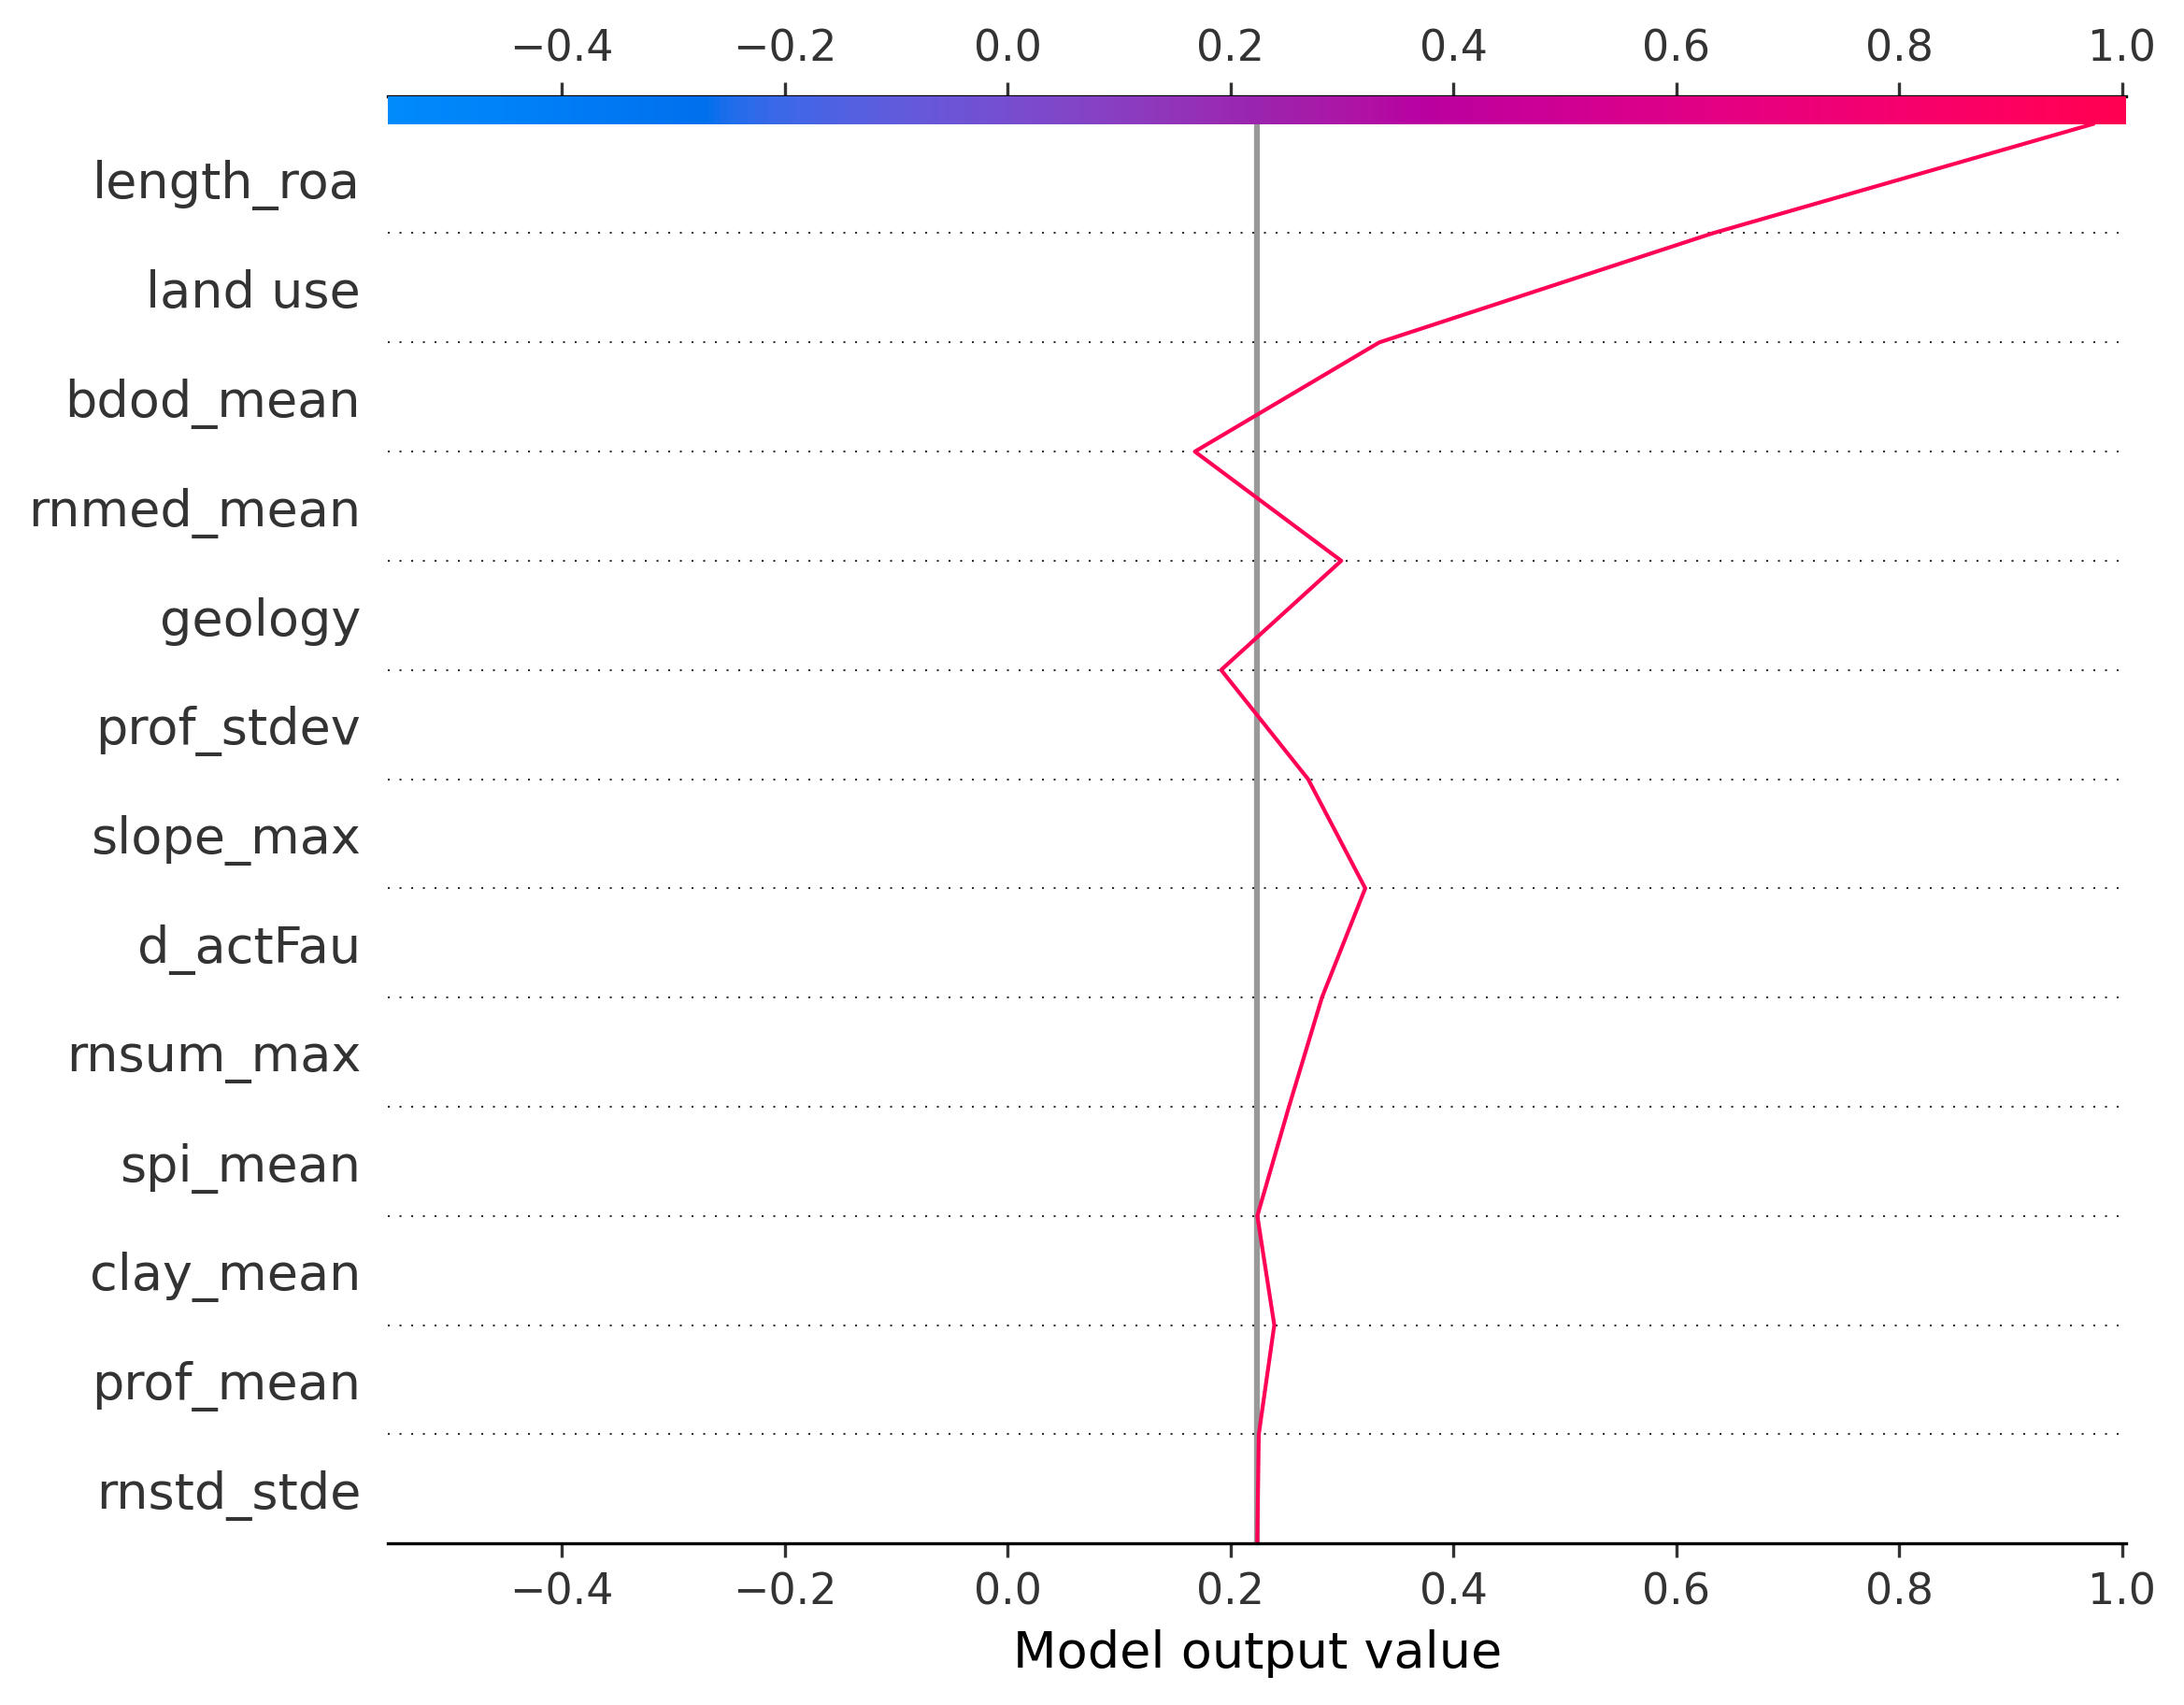 −0.4 −0.2 0.0 0.2 0.4 0.6 0.8 1.0
length_roa
land use
bdod_mean
rnmed_mean
geology
prof_stdev
slope_max
d_actFau
rnsum_max
spi_mean
clay_mean
prof_mean
rnstd_stde
−0.4 −0.2 0.0 0.2 0.4 0.6 0.8 1.0
Model output value